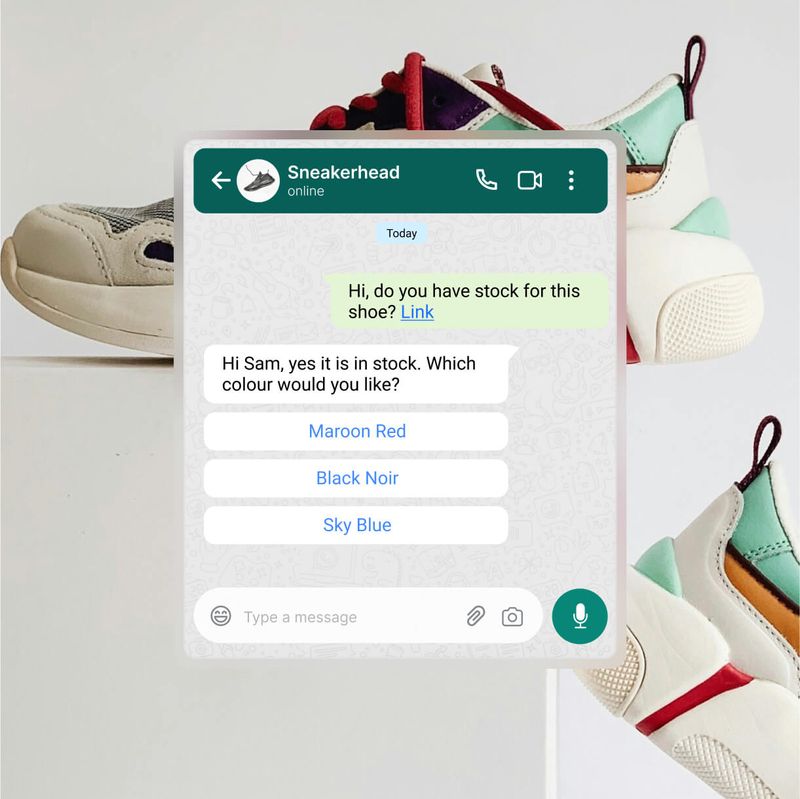 Sneakerhead
online
Today
Hi, do you have stock for this
shoe? Link
Hi Sam, yes it is in stock. Which
colour would you like?
Maroon Red
Black Noir
Sky Blue
Type a message